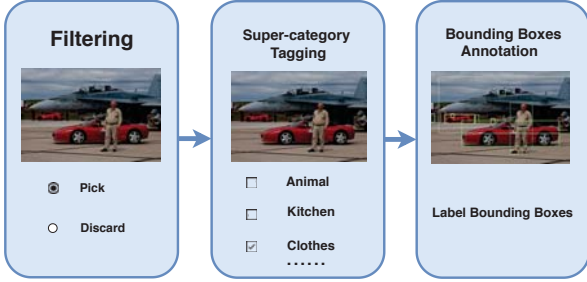 Filtering
Pick
Discard
Super-category
Tagging
Animal
Kitchen
Clothes
......
Bounding Boxes
Annotation
Label Bounding Boxes